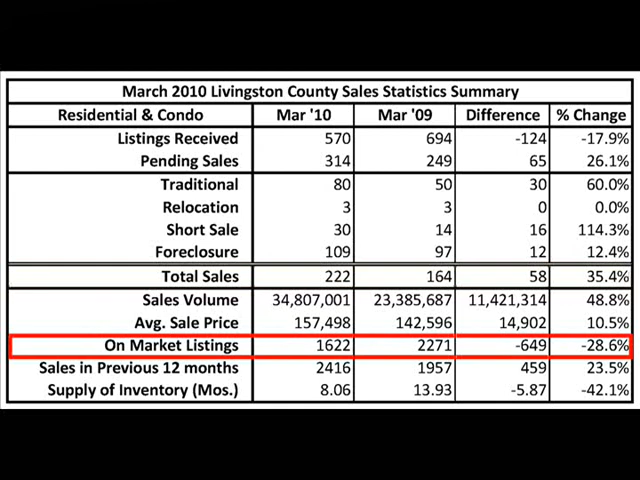 March 2010 Livingston County Sales Statistics Summary
Residential & Condo Mar '10 Mar '09 Difference % Change
Listings Received 570 694 -124 -17.9%
Pending Sales 314 249 65 26.1%
Traditional 80 50 30 60.0%
Relocation 3 3 0 0.0%
Short Sale 30 14 16 114.3%
Foreclosure 109 97 12 12.4%
Total Sales 222 164 58 35.4%
Sales Volume 34,807,001 23,385,687 11,421,314 48.8%
Avg. Sale Price 157,498 142,596 14,902 10.5%
On Market Listings 1622 2271 -649 -28.6%
Sales in Previous 12 months 2416 1957 459 23.5%
Supply of Inventory (Mos.) 8.06 13.93 -5.87 -42.1%